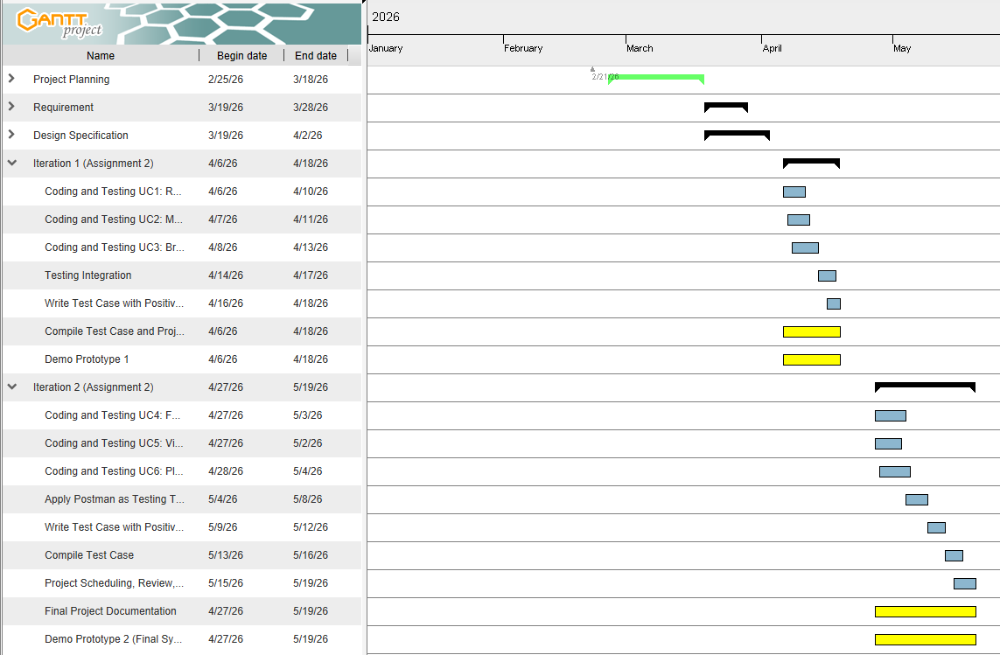 GANTT
project
2026
January February March April May
Name Begin date End date
2/21/26
Project Planning 2/25/26 3/18/26
Requirement 3/19/26 3/28/26
Design Specification 3/19/26 4/2/26
Iteration 1 (Assignment 2) 4/6/26 4/18/26
Coding and Testing UC1: R... 4/6/26 4/10/26
Coding and Testing UC2: M... 4/7/26 4/11/26
Coding and Testing UC3: Br... 4/8/26 4/13/26
Testing Integration 4/14/26 4/17/26
Write Test Case with Positiv... 4/16/26 4/18/26
Compile Test Case and Proj... 4/6/26 4/18/26
Demo Prototype 1 4/6/26 4/18/26
Iteration 2 (Assignment 2) 4/27/26 5/19/26
Coding and Testing UC4: F... 4/27/26 5/3/26
Coding and Testing UC5: Vi... 4/27/26 5/2/26
Coding and Testing UC6: Pl... 4/28/26 5/4/26
Apply Postman as Testing T... 5/4/26 5/8/26
Write Test Case with Positiv... 5/9/26 5/12/26
Compile Test Case 5/13/26 5/16/26
Project Scheduling, Review,... 5/15/26 5/19/26
Final Project Documentation 4/27/26 5/19/26
Demo Prototype 2 (Final Sy... 4/27/26 5/19/26